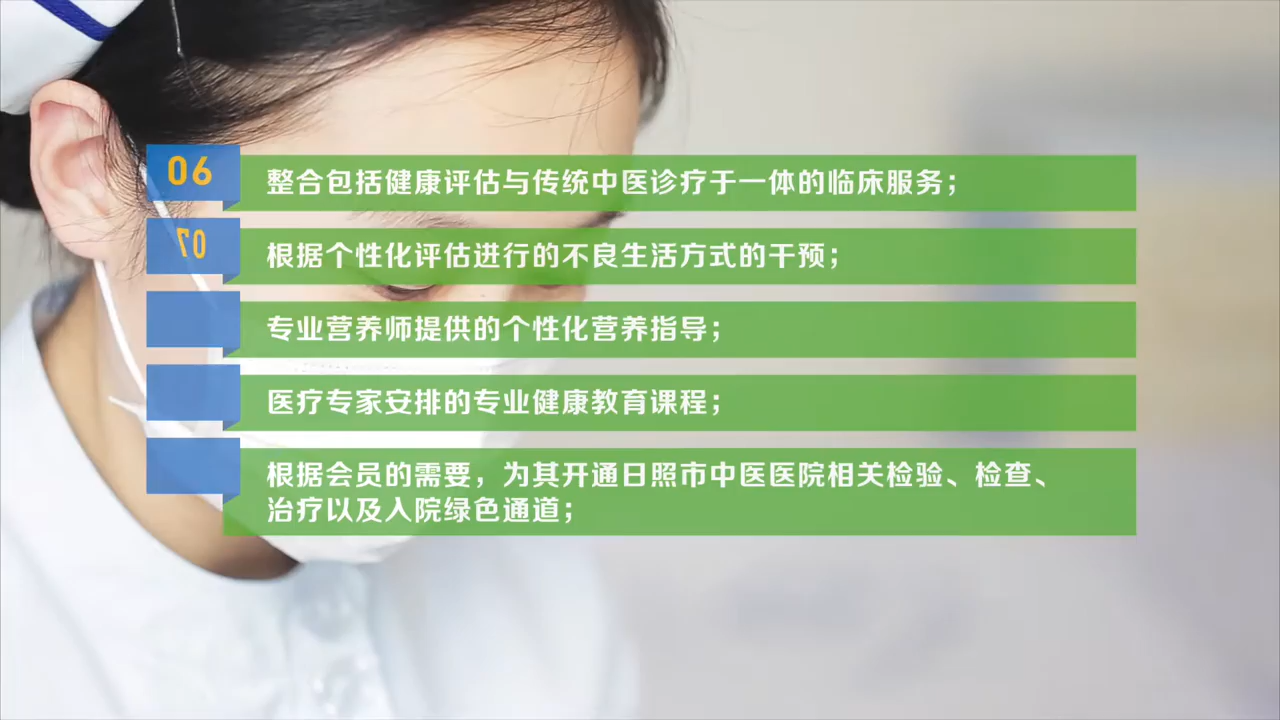 06
整合包括健康评估与传统中医诊疗于一体的临床服务；
07
根据个性化评估进行的不良生活方式的干预；
专业营养师提供的个性化营养指导；
医疗专家安排的专业健康教育课程；
根据会员的需要，为其开通日照市中医医院相关检验、检查、
治疗以及入院绿色通道；